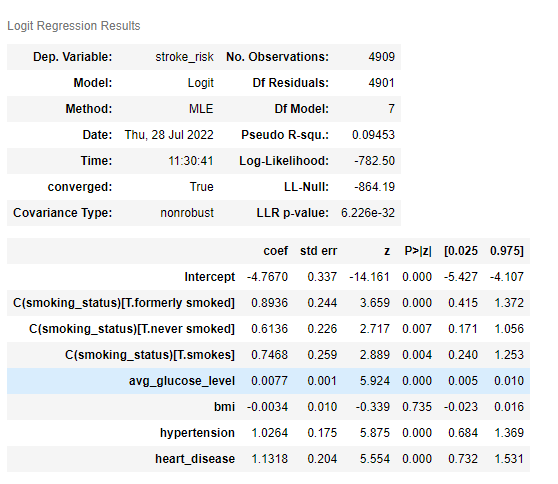 Logit Regression Results
Dep. Variable: stroke_risk No. Observations: 4909
Model: Logit Df Residuals: 4901
Method: MLE Df Model: 7
Date: Thu, 28 Jul 2022 Pseudo R-squ.: 0.09453
Time: 11:30:41 Log-Likelihood: -782.50
converged: True LL-Null: -864.19
Covariance Type: nonrobust LLR p-value: 6.226e-32
coef std err z P>|z| [0.025 0.975]
Intercept -4.7670 0.337 -14.161 0.000 -5.427 -4.107
C(smoking_status)[T.formerly smoked] 0.8936 0.244 3.659 0.000 0.415 1.372
C(smoking_status)[T.never smoked] 0.6136 0.226 2.717 0.007 0.171 1.056
C(smoking_status)[T.smokes] 0.7468 0.259 2.889 0.004 0.240 1.253
avg_glucose_level 0.0077 0.001 5.924 0.000 0.005 0.010
bmi -0.0034 0.010 -0.339 0.735 -0.023 0.016
hypertension 1.0264 0.175 5.875 0.000 0.684 1.369
heart_disease 1.1318 0.204 5.554 0.000 0.732 1.531